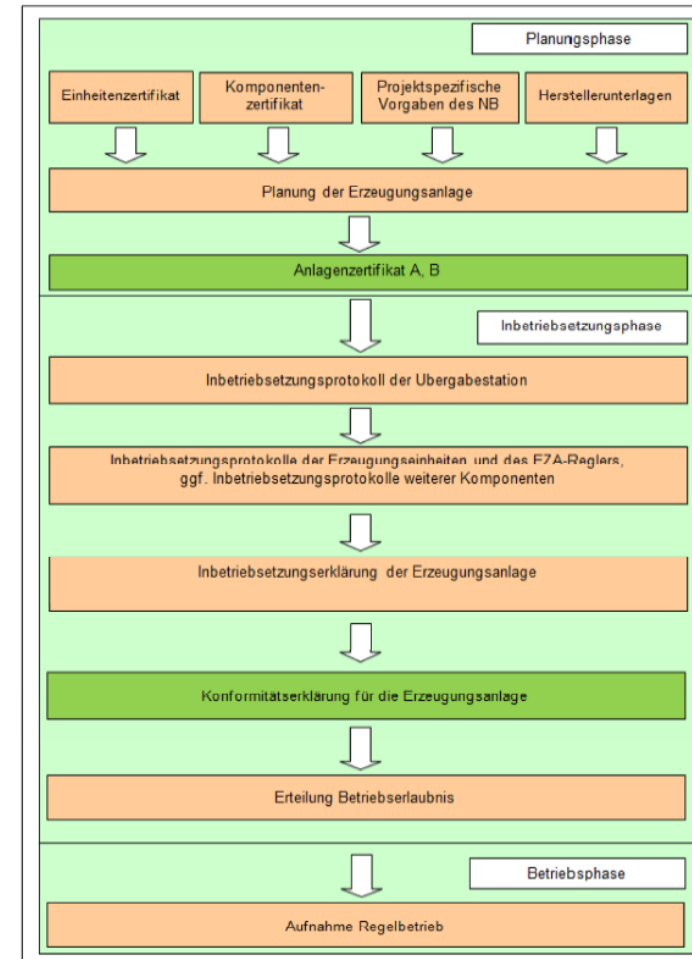 Planungsphase
Einheitenzertifikat
Komponenten-
zertifikat
Projektspezifische
Vorgaben des NB
Herstellerunterlagen
Planung der Erzeugungsanlage
Anlagenzertifikat A, B
Inbetriebsetzungsphase
Inbetriebsetzungsprotokoll der Übergabestation
Inbetriebsetzungsprotokolle der Erzeugungseinheiten und des EZA-Reglers,
ggf. Inbetriebsetzungsprotokolle weiterer Komponenten
Inbetriebsetzungserklärung der Erzeugungsanlage
Konformitätserklärung für die Erzeugungsanlage
Erteilung Betriebserlaubnis
Betriebsphase
Aufnahme Regelbetrieb